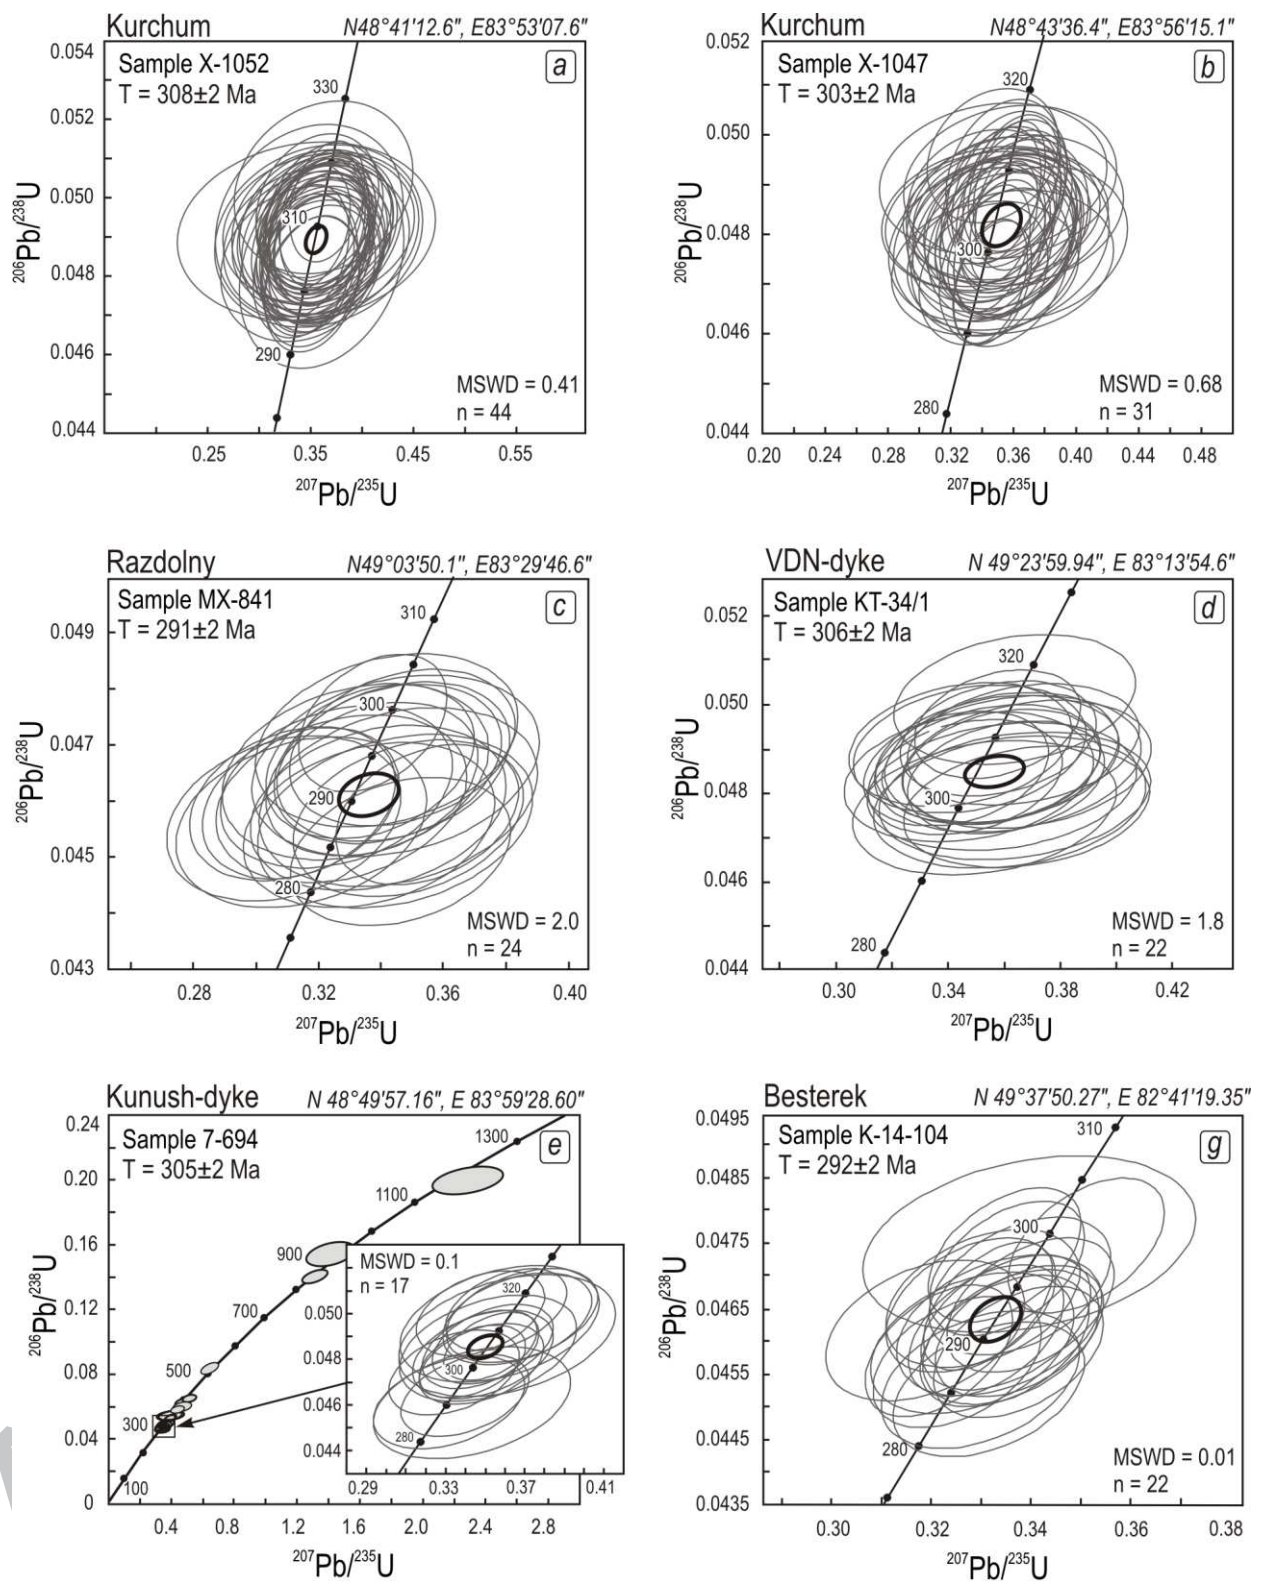 Kurchum
N48°41'12.6", E83°53'07.6"
Sample X-1052
T = 308±2 Ma
a
0.054
0.052
0.050
0.048
0.046
0.044
206Pb/238U
330
310
290
MSWD = 0.41
n = 44
0.25 0.35 0.45 0.55
207Pb/235U
Kurchum
N48°43'36.4", E83°56'15.1"
Sample X-1047
T = 303±2 Ma
b
0.052
0.050
0.048
0.046
0.044
206Pb/238U
320
300
280
MSWD = 0.68
n = 31
0.20 0.24 0.28 0.32 0.36 0.40 0.44 0.48
207Pb/235U
Razdolny
N49°03'50.1", E83°29'46.6"
Sample MX-841
T = 291±2 Ma
c
0.049
0.047
0.045
0.043
206Pb/238U
310
300
290
280
MSWD = 2.0
n = 24
0.28 0.32 0.36 0.40
207Pb/235U
VDN-dyke
N 49°23'59.94", E 83°13'54.6"
Sample KT-34/1
T = 306±2 Ma
d
0.052
0.050
0.048
0.046
0.044
206Pb/238U
320
300
280
MSWD = 1.8
n = 22
0.30 0.34 0.38 0.42
207Pb/235U
Kunush-dyke
N 48°49'57.16", E 83°59'28.60"
Sample 7-694
T = 305±2 Ma
e
0.24
0.20
0.16
0.12
0.08
0.04
0
206Pb/238U
1300
1100
900
700
500
300
100
MSWD = 0.1
n = 17
0.050
0.048
0.046
0.044
320
300
280
0.29 0.33 0.37 0.41
0.4 0.8 1.2 1.6 2.0 2.4 2.8
207Pb/235U
Besterek
N 49°37'50.27", E 82°41'19.35"
Sample K-14-104
T = 292±2 Ma
g
0.0495
0.0485
0.0475
0.0465
0.0455
0.0445
0.0435
206Pb/238U
310
300
290
280
MSWD = 0.01
n = 22
0.30 0.32 0.34 0.36 0.38
207Pb/235U